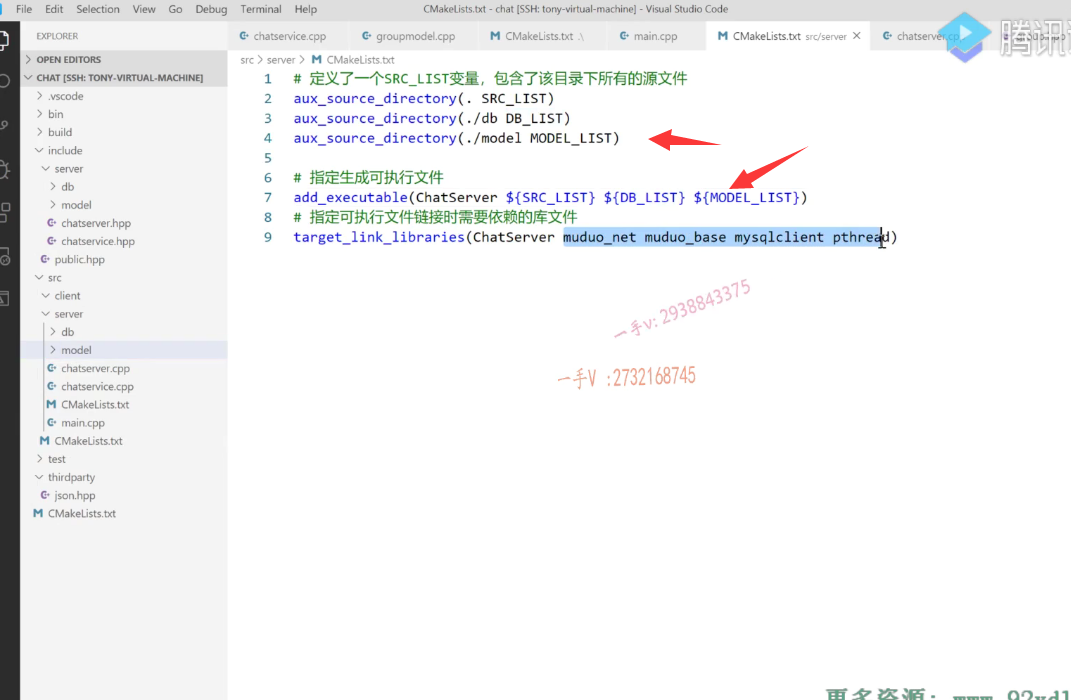 File Edit Selection View Go Debug Terminal Help CMakeLists.txt - chat [SSH: tony-virtual-machine] - Visual Studio Code
EXPLORER
chatservice.cpp groupmodel.cpp CMakeLists.txt .\ main.cpp CMakeLists.txt src/server chatserver.cpp
腾讯
OPEN EDITORS
CHAT [SSH: TONY-VIRTUAL-MACHINE]
.vscode
bin
build
include
server
db
model
chatserver.hpp
chatservice.hpp
public.hpp
src
client
server
db
model
chatserver.cpp
chatservice.cpp
CMakeLists.txt
main.cpp
CMakeLists.txt
test
thirdparty
json.hpp
CMakeLists.txt
src > server > CMakeLists.txt
1 # 定义了一个SRC_LIST变量，包含了该目录下所有的源文件
2 aux_source_directory(. SRC_LIST)
3 aux_source_directory(./db DB_LIST)
4 aux_source_directory(./model MODEL_LIST)
5
6 # 指定生成可执行文件
7 add_executable(ChatServer ${SRC_LIST} ${DB_LIST} ${MODEL_LIST})
8 # 指定可执行文件链接时需要依赖的库文件
9 target_link_libraries(ChatServer muduo_net muduo_base mysqlclient pthread)
一手v: 2938843375
一手V :2732168745
更多资源: www.92yd1